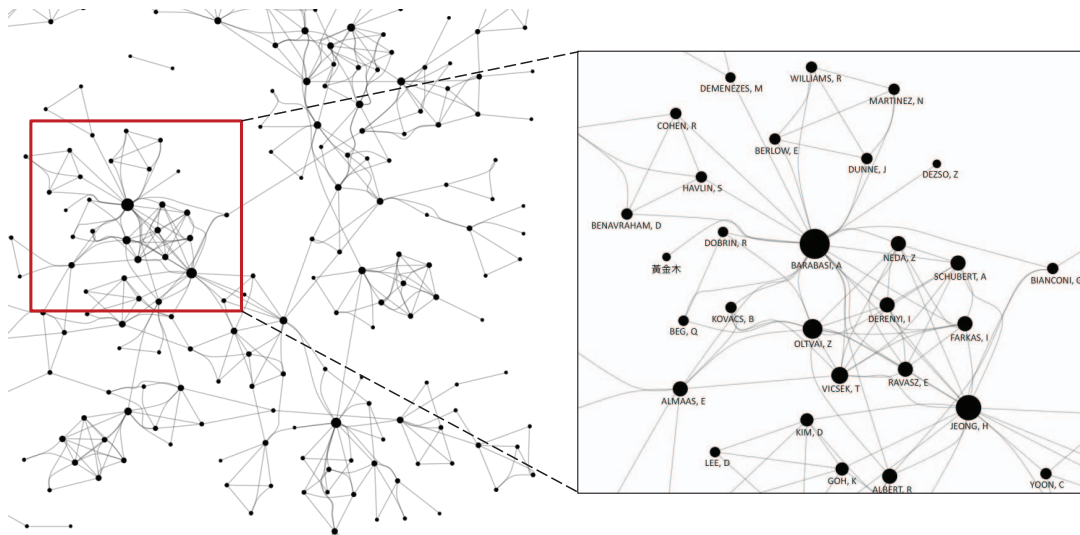 WILLIAMS, R
DEMENEZES, M
MARTINEZ, N
COHEN, R
BERLOW, E
DUNNE, J
DEZSO, Z
HAVLIN, S
BENAVRAHAM, D
DOBRIN, R
黃金木
BARABASI, A
NEDA, Z
SCHUBERT, A
BIANCONI, G
KOVACS, B
DERENYI, I
BEG, Q
OLTVAI, Z
FARKAS, I
RAVASZ, E
VICSEK, T
ALMAAS, E
JEONG, H
KIM, D
LEE, D
GOH, K
ALBERT, R
YOON, C